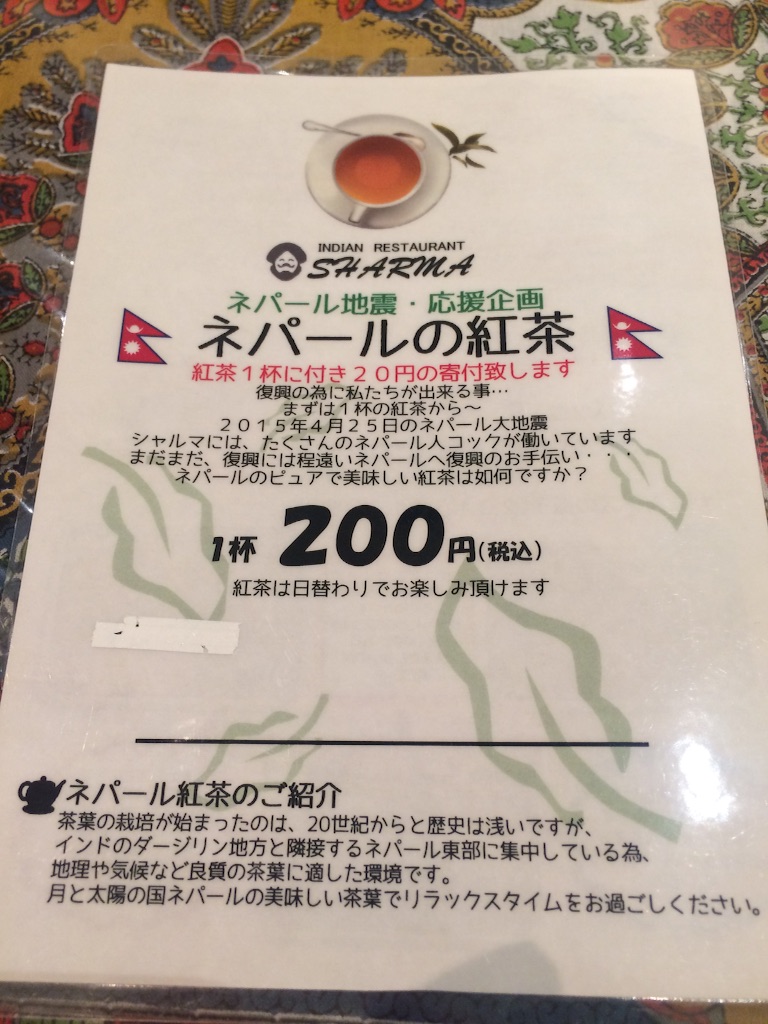 INDIAN RESTAURANT
SHARMA
ネパール地震・応援企画
ネパールの紅茶
紅茶１杯に付き２０円の寄付致します
復興の為に私たちが出来る事…
まずは１杯の紅茶から～
２０１５年４月２５日のネパール大地震
シャルマには、たくさんのネパール人コックが働いています
まだまだ、復興には程遠いネパールへ復興のお手伝い・・・
ネパールのピュアで美味しい紅茶は如何ですか？
1杯 200円(税込)
紅茶は日替わりでお楽しみ頂けます
ネパール紅茶のご紹介
茶葉の栽培が始まったのは、20世紀からと歴史は浅いですが、
インドのダージリン地方と隣接するネパール東部に集中している為、
地理や気候など良質の茶葉に適した環境です。
月と太陽の国ネパールの美味しい茶葉でリラックスタイムをお過ごしください。